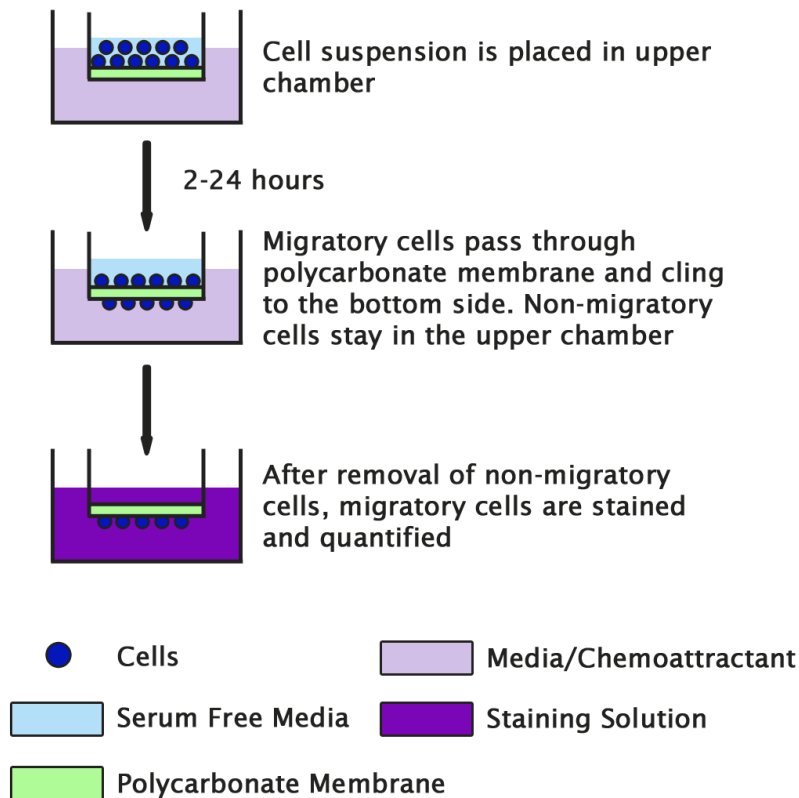 Cell suspension is placed in upper
chamber
2-24 hours
Migratory cells pass through
polycarbonate membrane and cling
to the bottom side. Non-migratory
cells stay in the upper chamber
After removal of non-migratory
cells, migratory cells are stained
and quantified
Cells
Media/Chemoattractant
Serum Free Media
Staining Solution
Polycarbonate Membrane